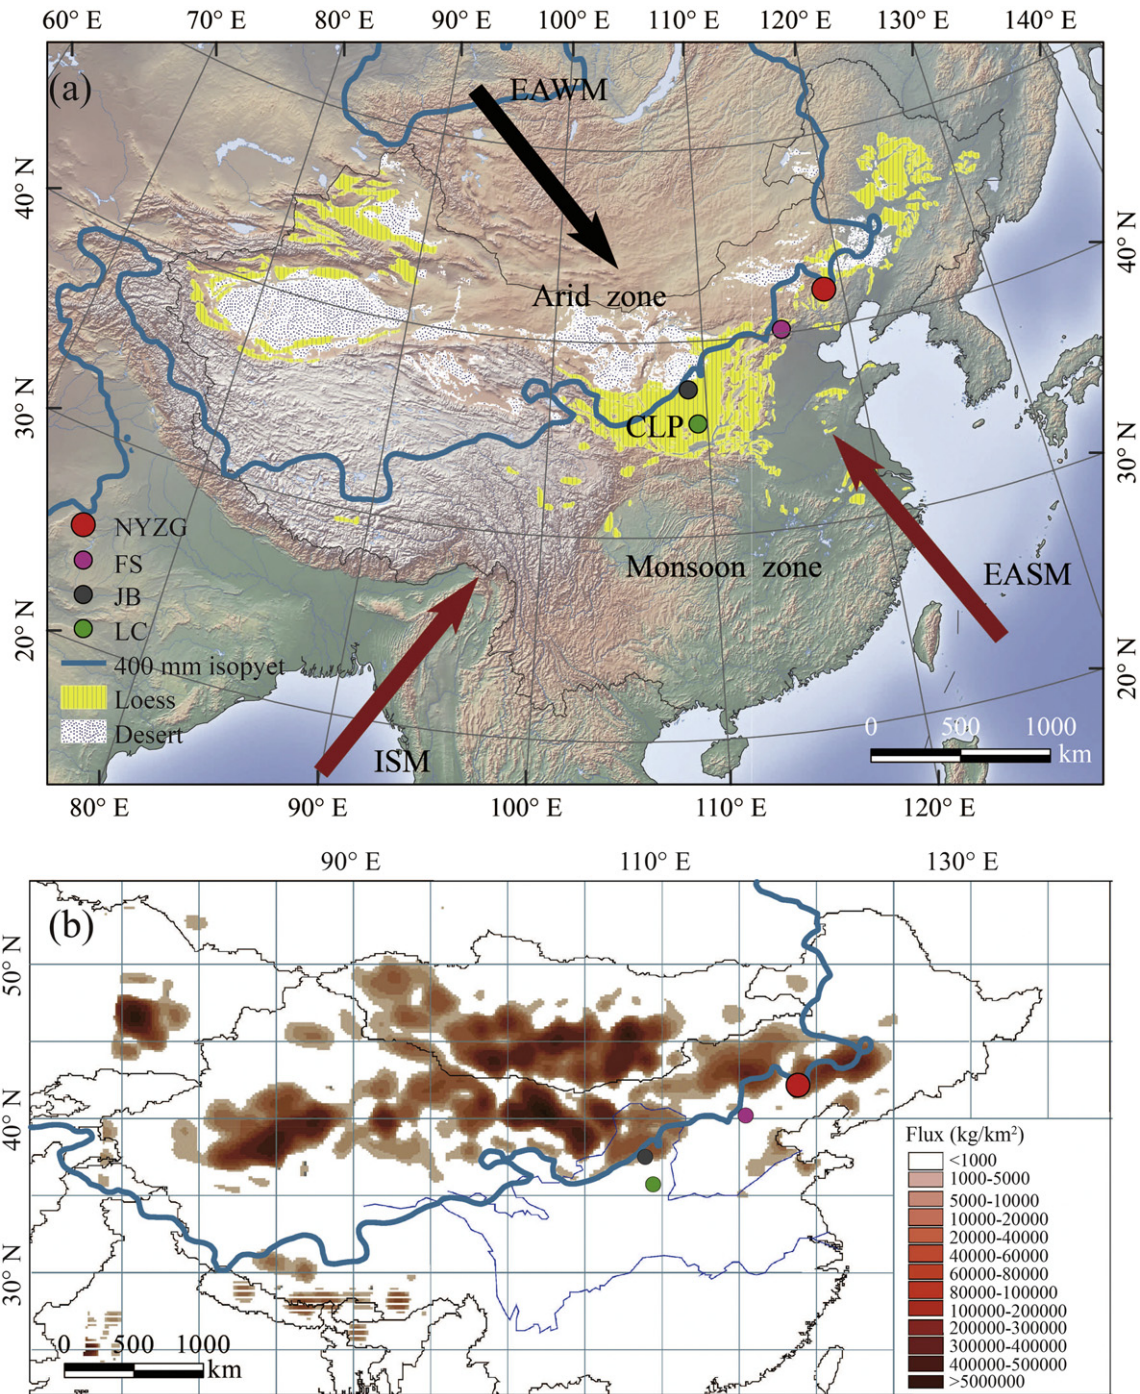 60° E 70° E 80° E 90° E 100° E 110° E 120° E 130° E 140° E
(a)
EAWM
40° N
40° N
Arid zone
30° N
CLP
30° N
Monsoon zone
EASM
NYZG
FS
JB
LC
20° N
20° N
400 mm isopyet
Loess
Desert
ISM
0 500 1000
km
80° E 90° E 100° E 110° E 120° E
90° E 110° E 130° E
(b)
50° N
40° N
30° N
Flux (kg/km²)
<1000
1000-5000
5000-10000
10000-20000
20000-40000
40000-60000
60000-80000
80000-100000
100000-200000
200000-300000
300000-400000
400000-500000
>5000000
0 500 1000
km